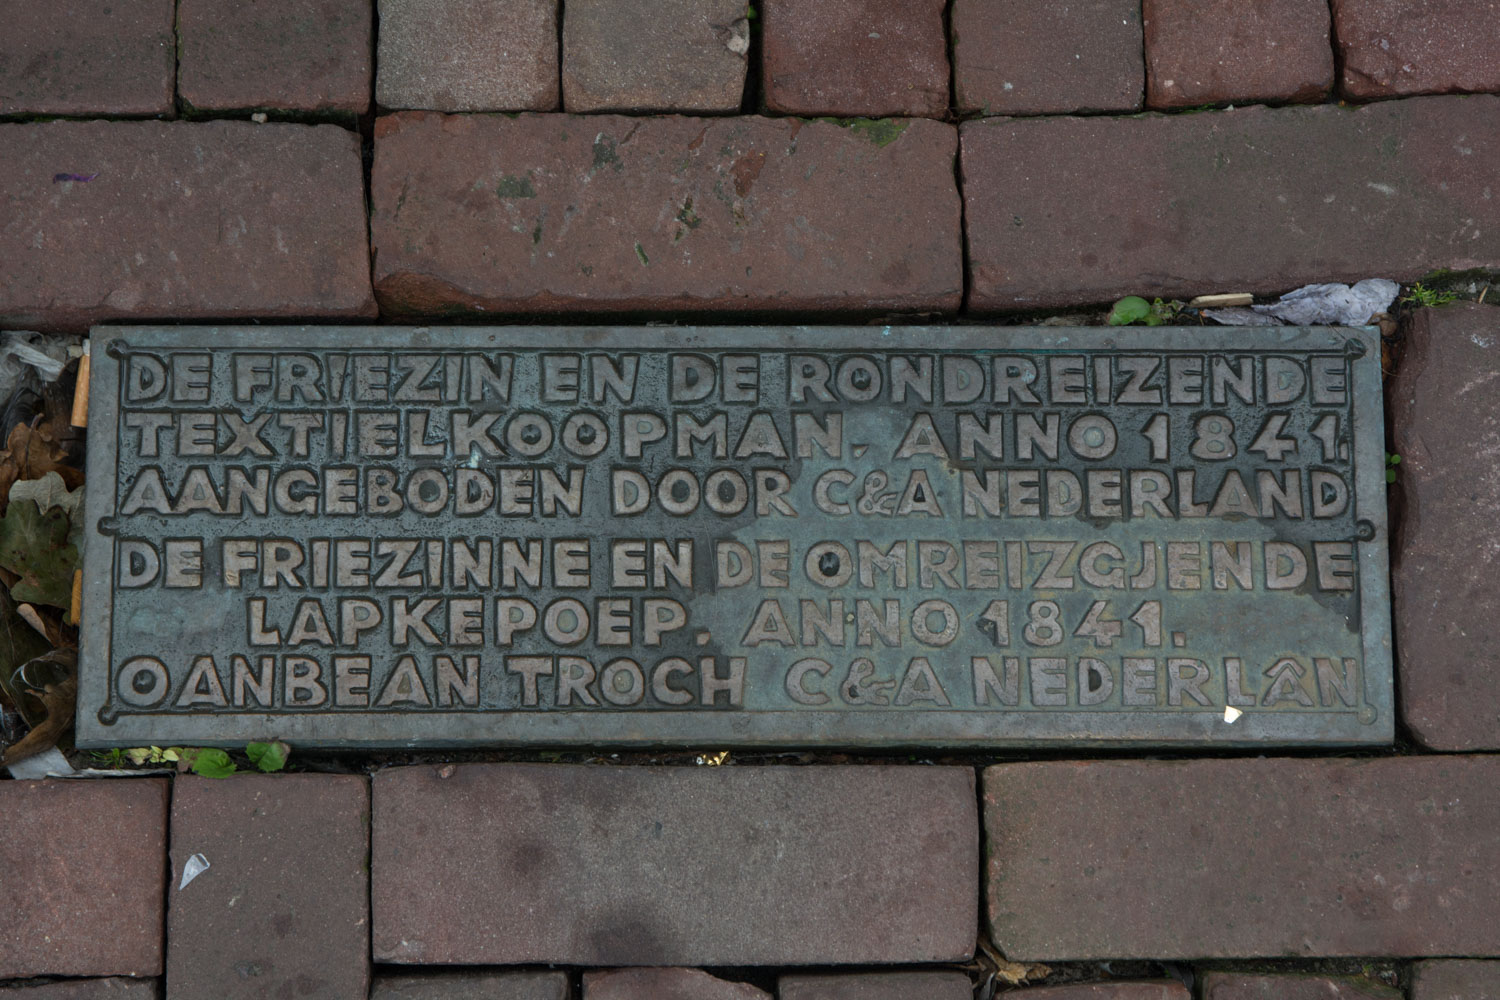 DE FRIEZIN EN DE RONDREIZENDE
TEXTIELKOOPMAN. ANNO 1841.
AANGEBODEN DOOR C&A NEDERLAND
DE FRIEZINNE EN DE OMREIZGJENDE
LAPKEPOEP. ANNO 1841.
OANBEAN TROCH C&A NEDERLÂN